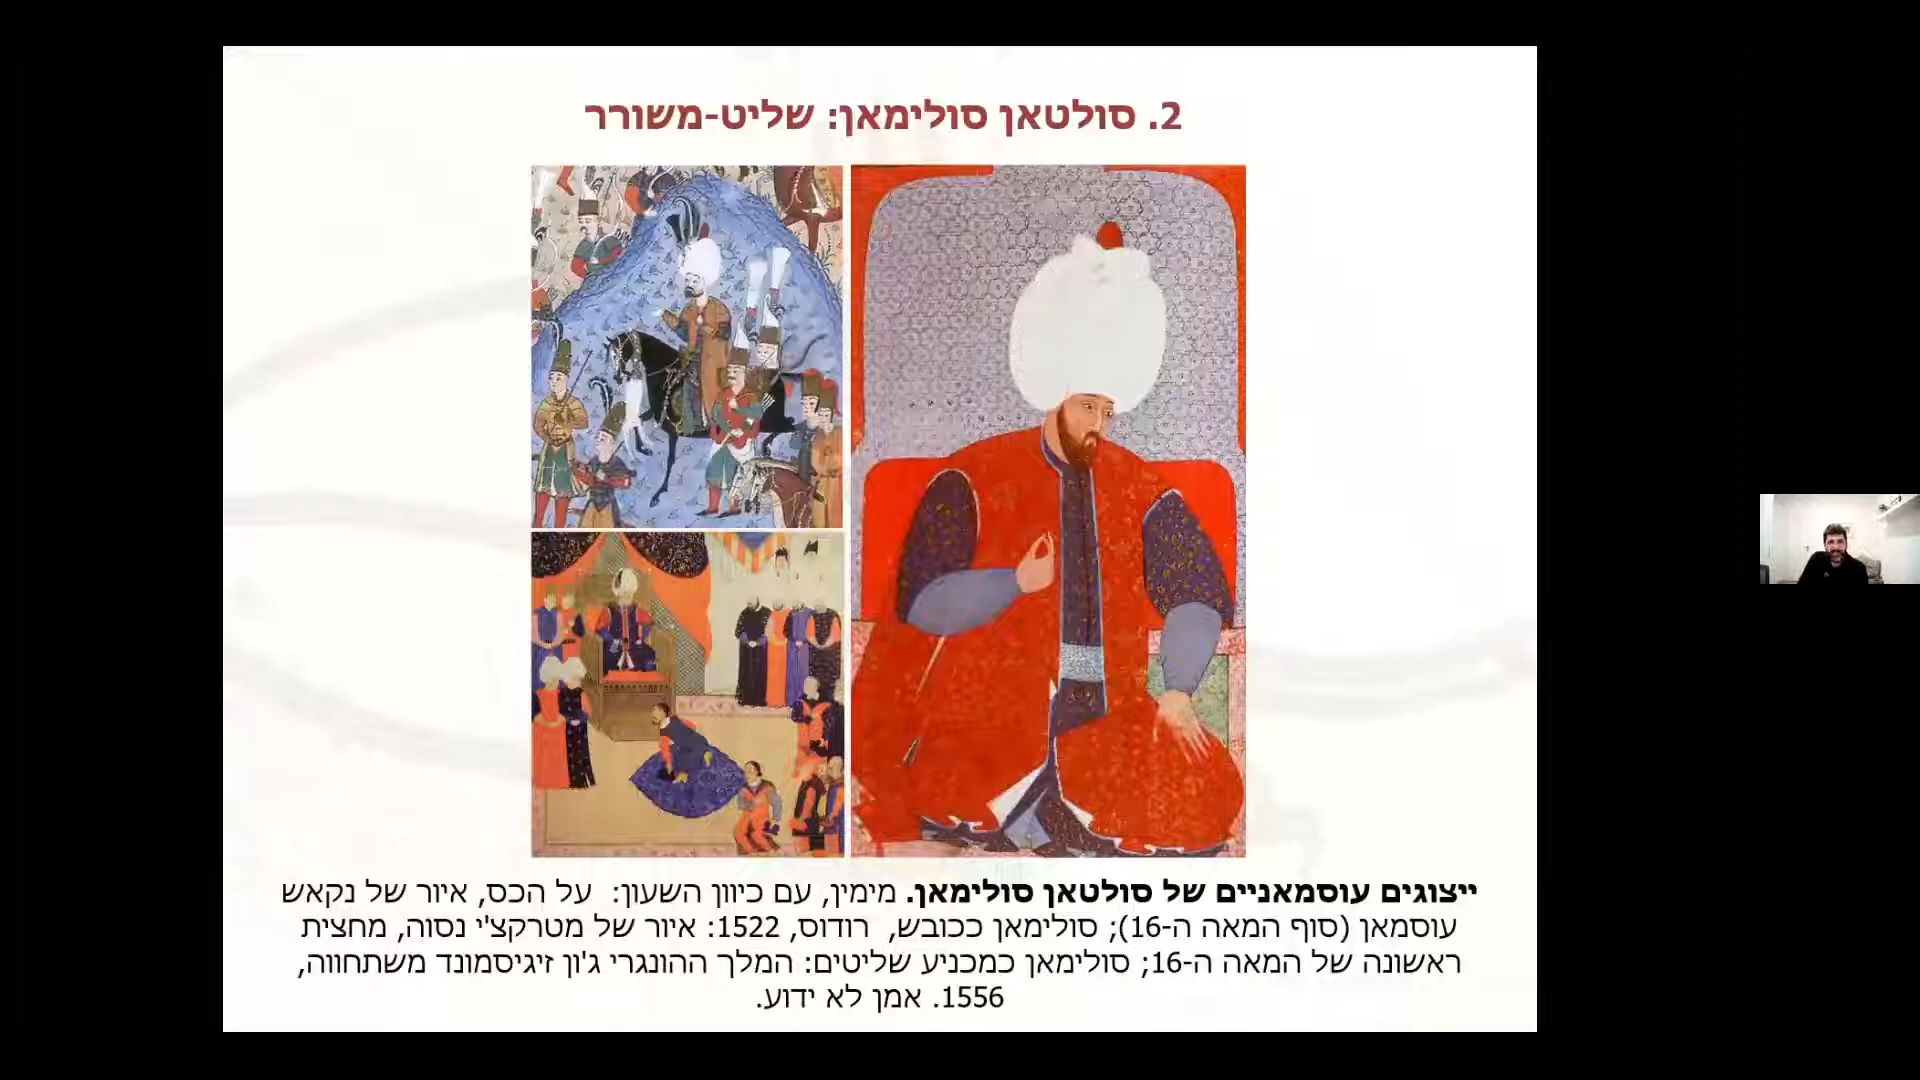 2. סולטאן סולימאן: שליט-משורר
ייצוגים עוסמאניים של סולטאן סולימאן. מימין, עם כיוון השעון:  על הכס, איור של נקאש
עוסמאן (סוף המאה ה-16); סולימאן ככובש,  רודוס, 1522: איור של מטרקצ'י נסוה, מחצית
ראשונה של המאה ה-16; סולימאן כמכניע שליטים: המלך ההונגרי ג'ון זיגיסמונד משתחווה,
1556. אמן לא ידוע.